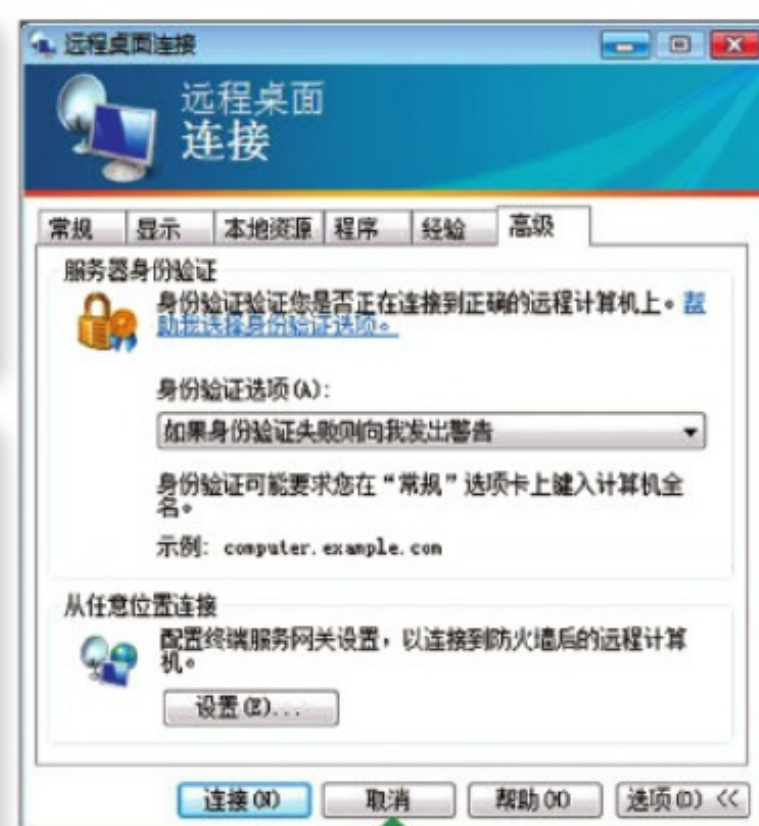 远程桌面连接
远程桌面
连接
常规 显示 本地资源 程序 经验 高级
服务器身份验证
身份验证验证您是否正在连接到正确的远程计算机上。帮
助我选择身份验证选项。
身份验证选项(A):
如果身份验证失败则向我发出警告
身份验证可能要求您在“常规”选项卡上键入计算机全
名。
示例: computer.example.com
从任意位置连接
配置终端服务网关设置，以连接到防火墙后的远程计算
机。
设置(E)...
连接(N) 取消 帮助(H) 选项(O) <<